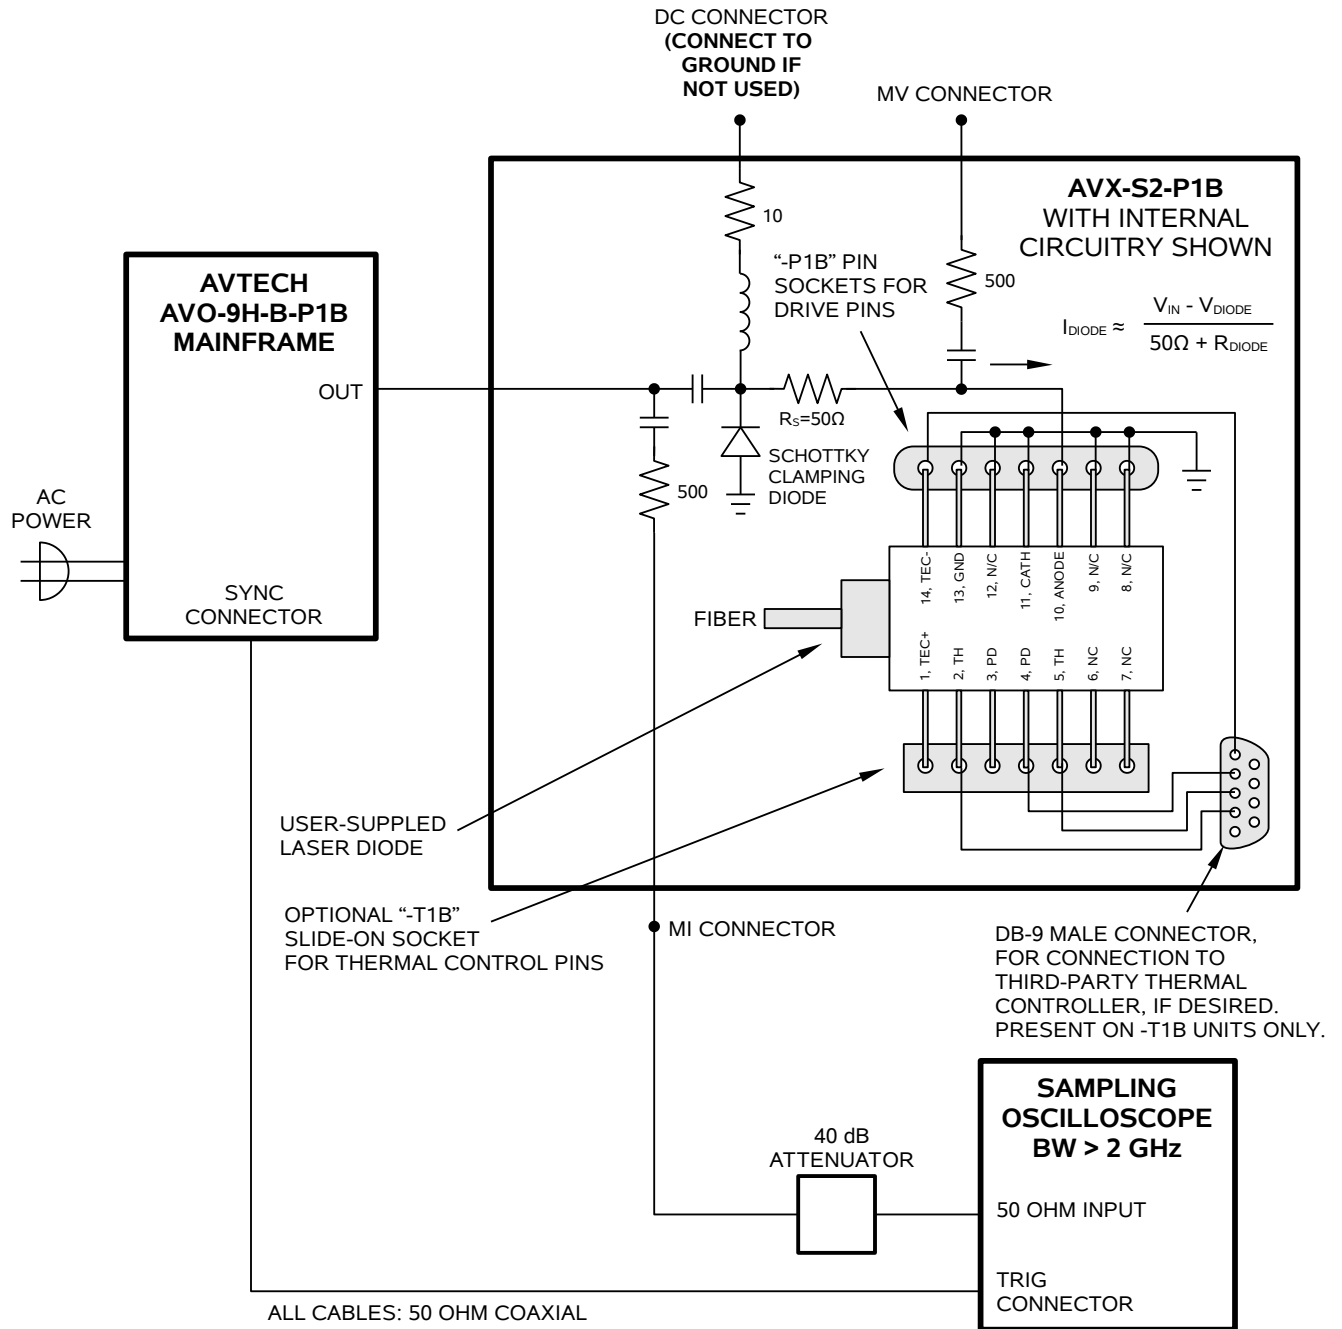 DC CONNECTOR
(CONNECT TO
GROUND IF
NOT USED)
MV CONNECTOR
AVX-S2-P1B
WITH INTERNAL
CIRCUITRY SHOWN
10
500
"-P1B" PIN
SOCKETS FOR
DRIVE PINS
IDIODE ≈ VIN - VDIODE
50Ω + RDIODE
AVTECH
AVO-9H-B-P1B
MAINFRAME
OUT
RS=50Ω
SCHOTTKY
CLAMPING
DIODE
500
AC
POWER
SYNC
CONNECTOR
14, TEC-
13, GND
12, N/C
11, CATH
10, ANODE
9, N/C
8, N/C
FIBER
1, TEC+
2, TH
3, PD
4, PD
5, TH
6, NC
7, NC
USER-SUPPLED
LASER DIODE
OPTIONAL "-T1B"
SLIDE-ON SOCKET
FOR THERMAL CONTROL PINS
MI CONNECTOR
DB-9 MALE CONNECTOR,
FOR CONNECTION TO
THIRD-PARTY THERMAL
CONTROLLER, IF DESIRED.
PRESENT ON -T1B UNITS ONLY.
SAMPLING
OSCILLOSCOPE
BW > 2 GHz
40 dB
ATTENUATOR
50 OHM INPUT
TRIG
CONNECTOR
ALL CABLES: 50 OHM COAXIAL